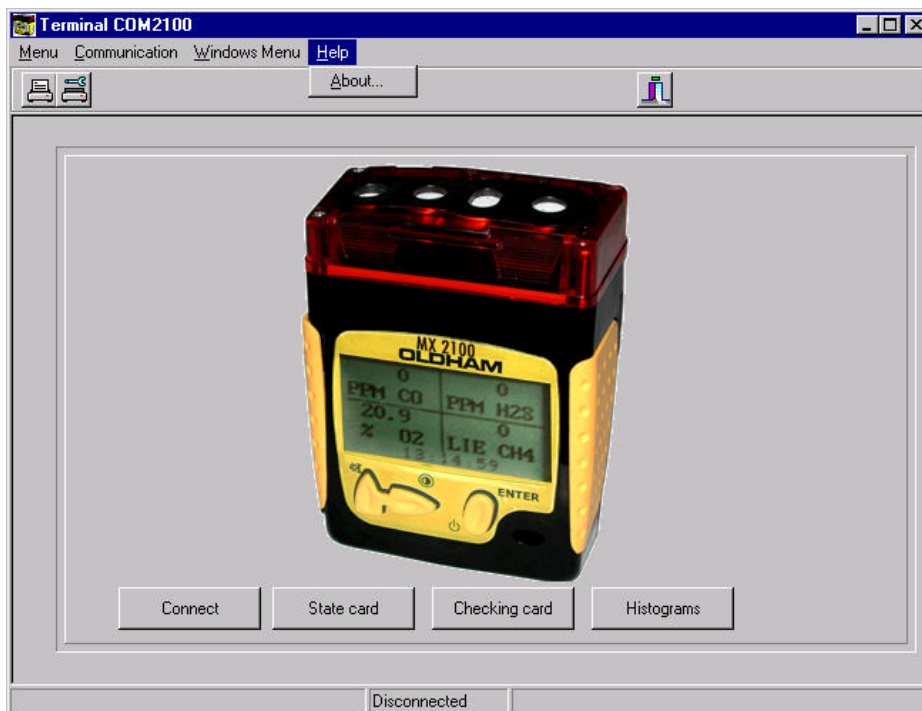 Terminal COM2100
Menu Communication Windows Menu Help
About...
MX 2100
OLDHAM
0 0
PPM CO PPM H2S
20.9 0
% O2 LIE CH4
13:14:59
ENTER
Connect State card Checking card Histograms
Disconnected